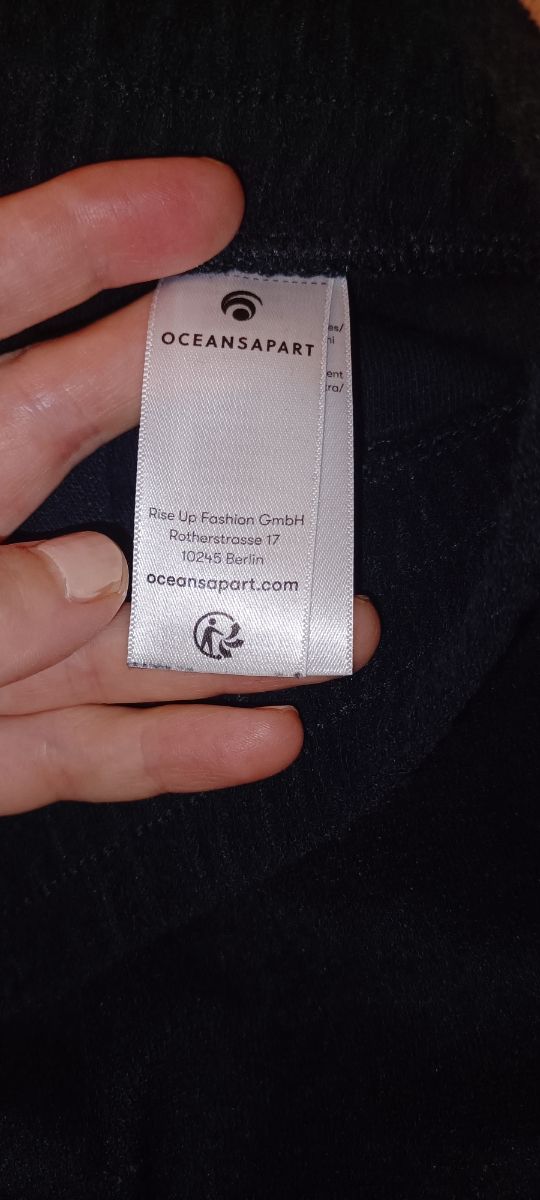 OCEANSAPART
Rise Up Fashion GmbH
Rotherstrasse 17
10245 Berlin
oceansapart.com